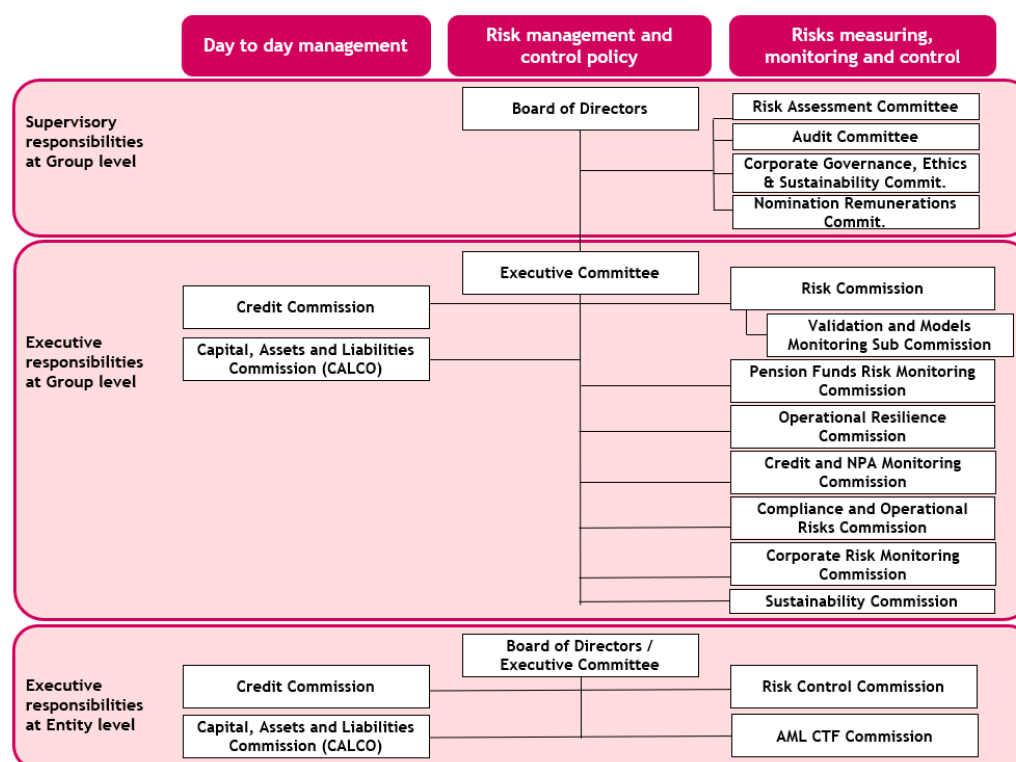 Day to day management
Risk management and
control policy
Risks measuring,
monitoring and control
Supervisory
responsibilities
at Group level
Board of Directors
Risk Assessment Committee
Audit Committee
Corporate Governance, Ethics
& Sustainability Commit.
Nomination Remunerations
Commit.
Executive
responsibilities
at Group level
Executive Committee
Credit Commission
Capital, Assets and Liabilities
Commission (CALCO)
Risk Commission
Validation and Models
Monitoring Sub Commission
Pension Funds Risk Monitoring
Commission
Operational Resilience
Commission
Credit and NPA Monitoring
Commission
Compliance and Operational
Risks Commission
Corporate Risk Monitoring
Commission
Sustainability Commission
Executive
responsibilities
at Entity level
Board of Directors /
Executive Committee
Credit Commission
Capital, Assets and Liabilities
Commission (CALCO)
Risk Control Commission
AML CTF Commission